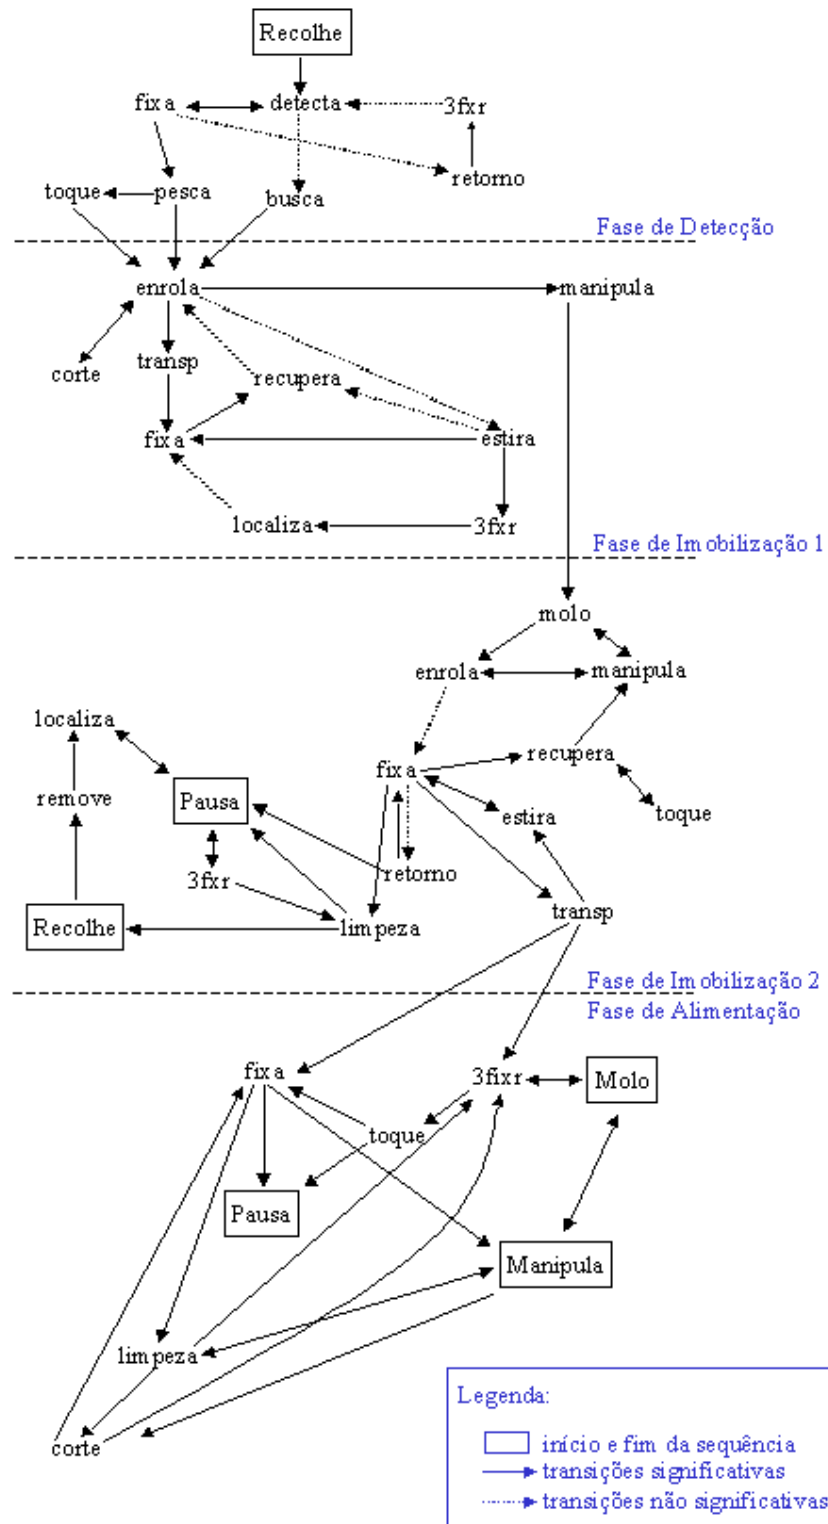 Recolhe
fixa
detecta
3fxr
retorno
toque
pesca
busca
Fase de Detecção
enrola
manipula
corte
transp
recupera
fixa
estira
localiza
3fxr
Fase de Imobilização 1
molo
enrola
manipula
localiza
recupera
fixa
remove
Pausa
estira
toque
3fxr
retorno
transp
Recolhe
limpeza
Fase de Imobilização 2
Fase de Alimentação
fixa
3fixr
Molo
toque
Pausa
Manipula
limpeza
corte
Legenda:
início e fim da sequência
transições significativas
transições não significativas